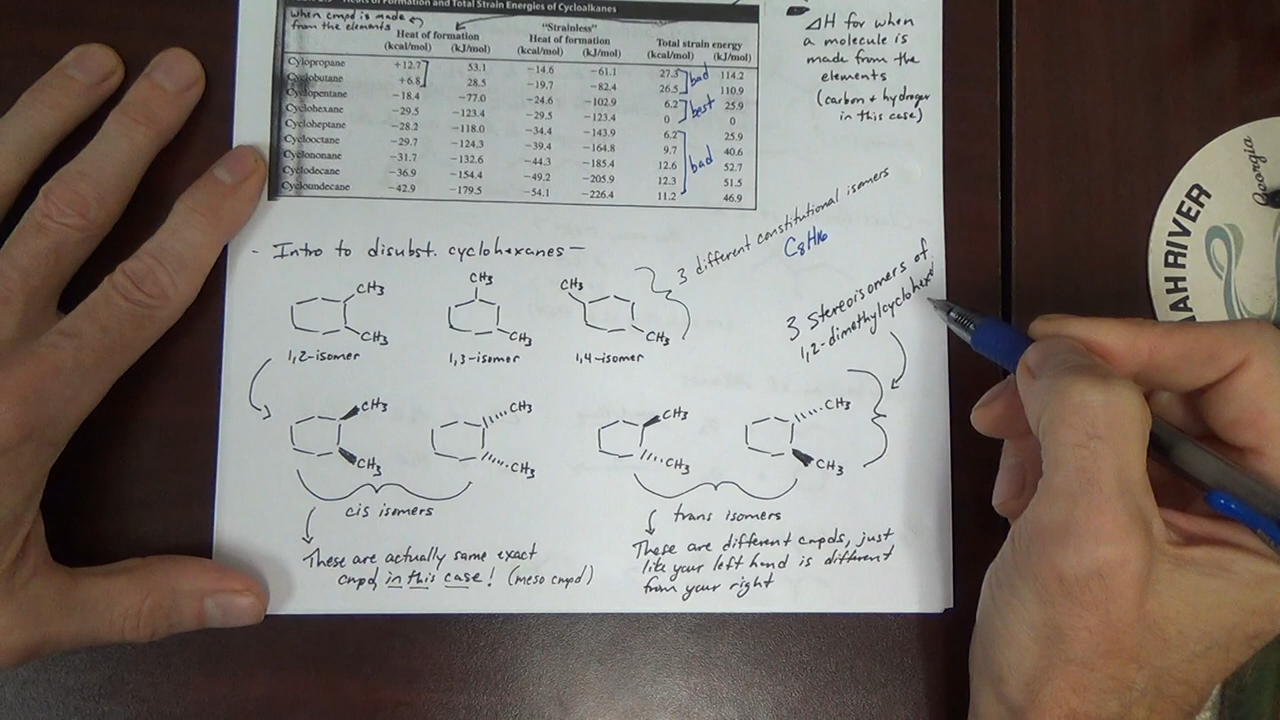 Heats of Formation and Total Strain Energies of Cycloalkanes
when cmpd is made
from the elements
Heat of formation
(kcal/mol) (kJ/mol)
"Strainless"
Heat of formation
(kcal/mol) (kJ/mol)
Total strain energy
(kcal/mol) (kJ/mol)
Cylopropane +12.7 53.1 −14.6 −61.1 27.3 114.2
Cyclobutane +6.8 28.5 −19.7 −82.4 26.5 110.9
Cyclopentane −18.4 −77.0 −24.6 −102.9 6.2 25.9
Cyclohexane −29.5 −123.4 −29.5 −123.4 0 0
Cycloheptane −28.2 −118.0 −34.4 −143.9 6.2 25.9
Cyclooctane −29.7 −124.3 −39.4 −164.8 9.7 40.6
Cyclononane −31.7 −132.6 −44.3 −185.4 12.6 52.7
Cyclodecane −36.9 −154.4 −49.2 −205.9 12.3 51.5
Cycloundecane −42.9 −179.5 −54.1 −226.4 11.2 46.9
bad
best
bad
ΔH for when
a molecule is
made from the
elements
(carbon + hydrogen
in this case)
- Intro to disubst. cyclohexanes -
3 different constitutional isomers
C8H16
CH3
CH3
1,2-isomer
CH3
CH3
1,3-isomer
CH3
CH3
1,4-isomer
3 stereoisomers of
1,2-dimethylcyclohex
CH3
CH3
CH3
CH3
cis isomers
These are actually same exact
cmpd, in this case! (meso cmpd)
CH3
CH3
CH3
CH3
trans isomers
These are different cmpds, just
like your left hand is different
from your right
AH RIVER
Georgia